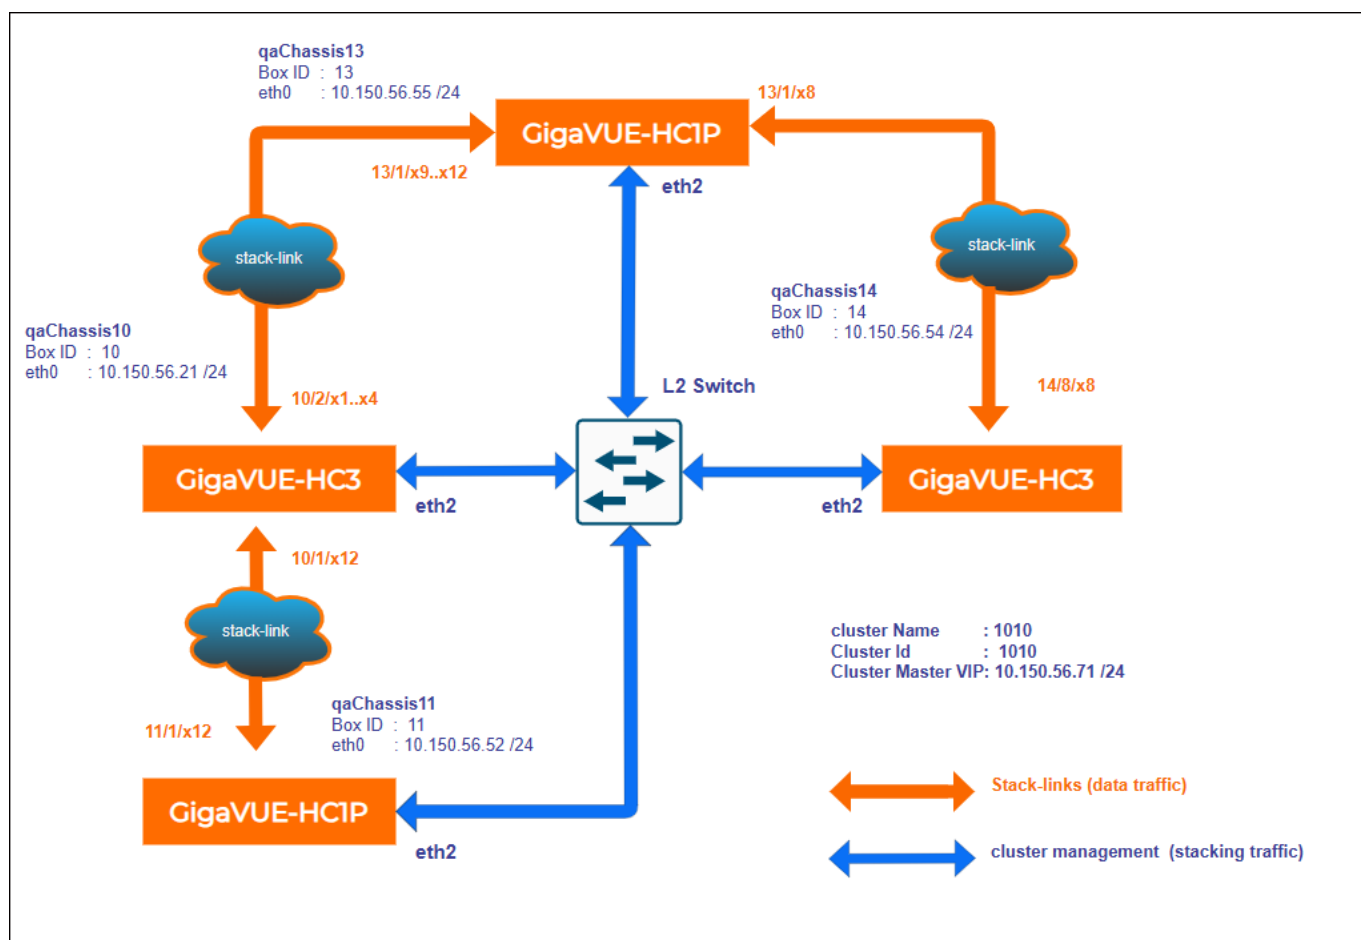 qaChassis13
Box ID  :  13
eth0     : 10.150.56.55 /24
13/1/x8
GigaVUE-HC1P
13/1/x9..x12
eth2
stack-link
stack-link
qaChassis14
Box ID  :  14
eth0      : 10.150.56.54 /24
qaChassis10
Box ID  :  10
eth0      : 10.150.56.21 /24
L2 Switch
10/2/x1..x4
14/8/x8
GigaVUE-HC3
eth2
GigaVUE-HC3
eth2
10/1/x12
stack-link
cluster Name         : 1010
Cluster Id               :  1010
Cluster Master VIP: 10.150.56.71 /24
qaChassis11
Box ID  :  11
eth0      : 10.150.56.52 /24
11/1/x12
GigaVUE-HC1P
eth2
Stack-links (data traffic)
cluster management  (stacking traffic)